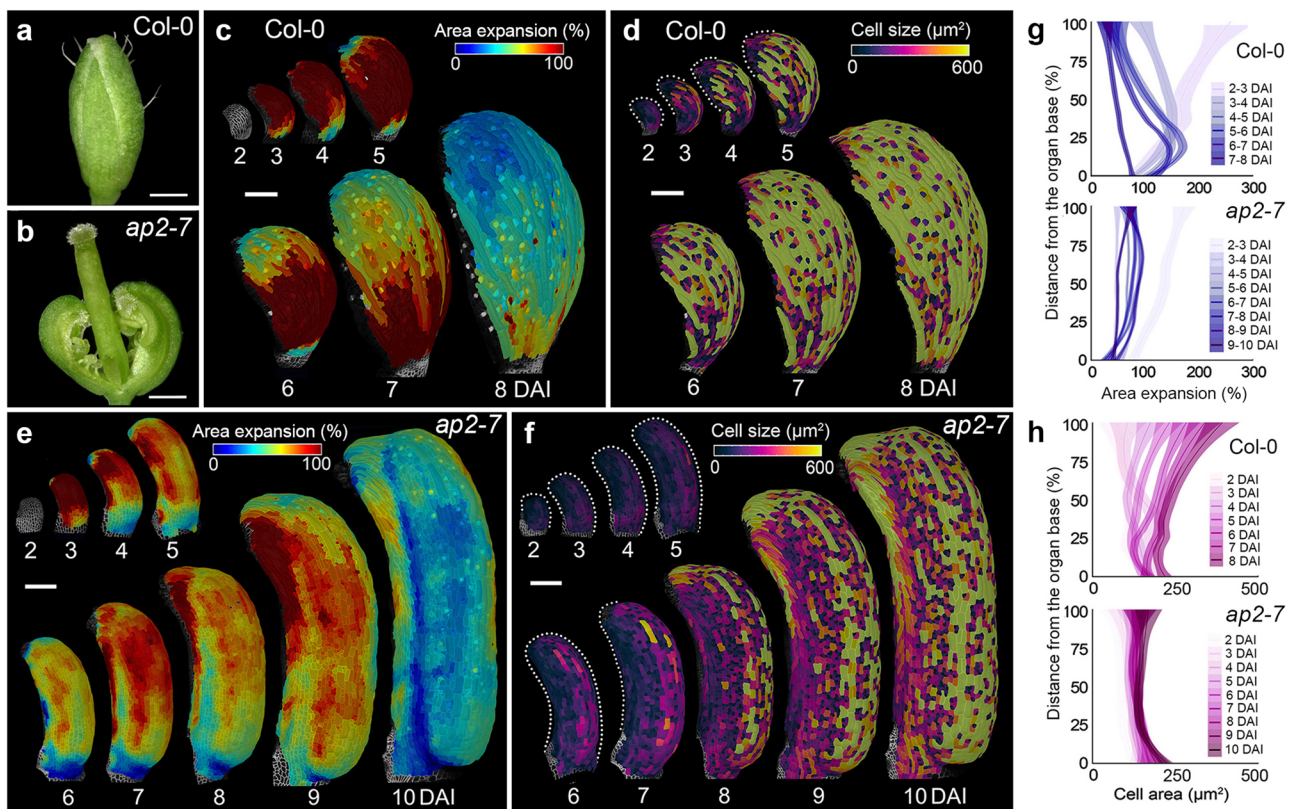 a
Col-0
b
ap2-7
c
Col-0
Area expansion (%)
0
100
2
3
4
5
6
7
8 DAI
d
Col-0
Cell size (µm²)
0
600
2
3
4
5
6
7
8 DAI
e
Area expansion (%)
ap2-7
0
100
2
3
4
5
6
7
8
9
10 DAI
f
Cell size (µm²)
ap2-7
0
600
2
3
4
5
6
7
8
9
10 DAI
g
Distance from the organ base (%)
100
75
50
25
0
Col-0
2-3 DAI
3-4 DAI
4-5 DAI
5-6 DAI
6-7 DAI
7-8 DAI
0
100
200
300
100
75
50
25
0
ap2-7
2-3 DAI
3-4 DAI
4-5 DAI
5-6 DAI
6-7 DAI
7-8 DAI
8-9 DAI
9-10 DAI
0
100
200
300
Area expansion (%)
h
Distance from the organ base (%)
100
75
50
25
0
Col-0
2 DAI
3 DAI
4 DAI
5 DAI
6 DAI
7 DAI
8 DAI
0
250
500
100
75
50
25
0
ap2-7
2 DAI
3 DAI
4 DAI
5 DAI
6 DAI
7 DAI
8 DAI
9 DAI
10 DAI
0
250
500
Cell area (µm²)